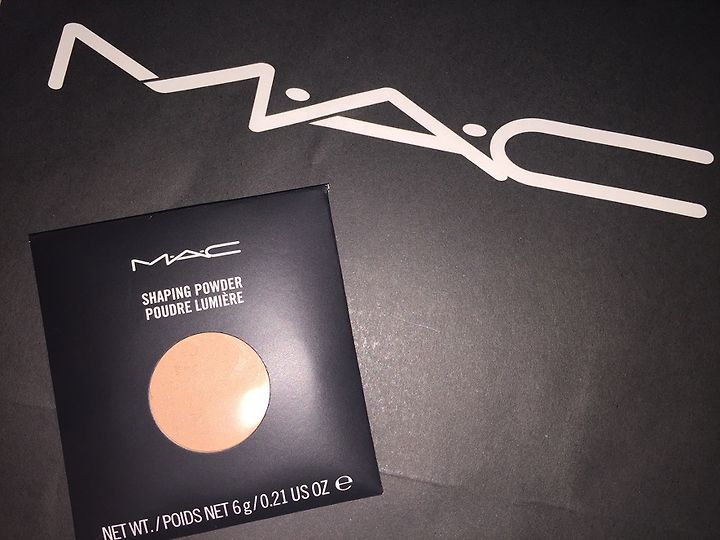 M·A·C
M·A·C
SHAPING POWDER
POUDRE LUMIÈRE
NET WT. / POIDS NET 6 g / 0.21 US OZ ℮